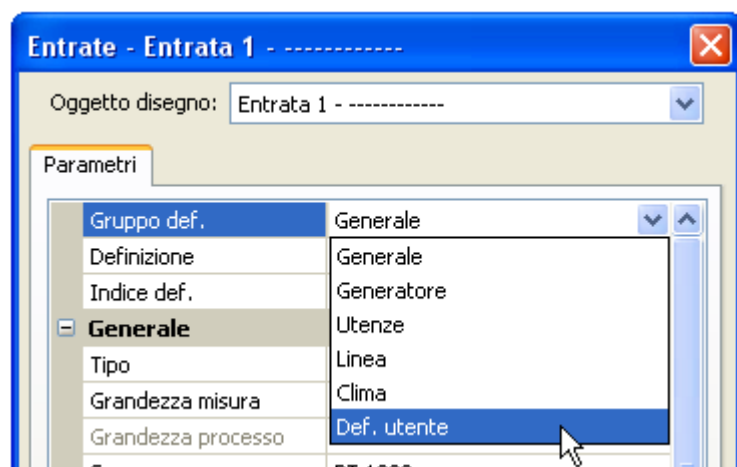 Entrate - Entrata 1 - ------------
Oggetto disegno: Entrata 1 - ------------
Parametri
Gruppo def. Generale
Definizione Generale
Indice def. Generatore
Generale Utenze
Tipo Linea
Grandezza misura Clima
Grandezza processo Def. utente